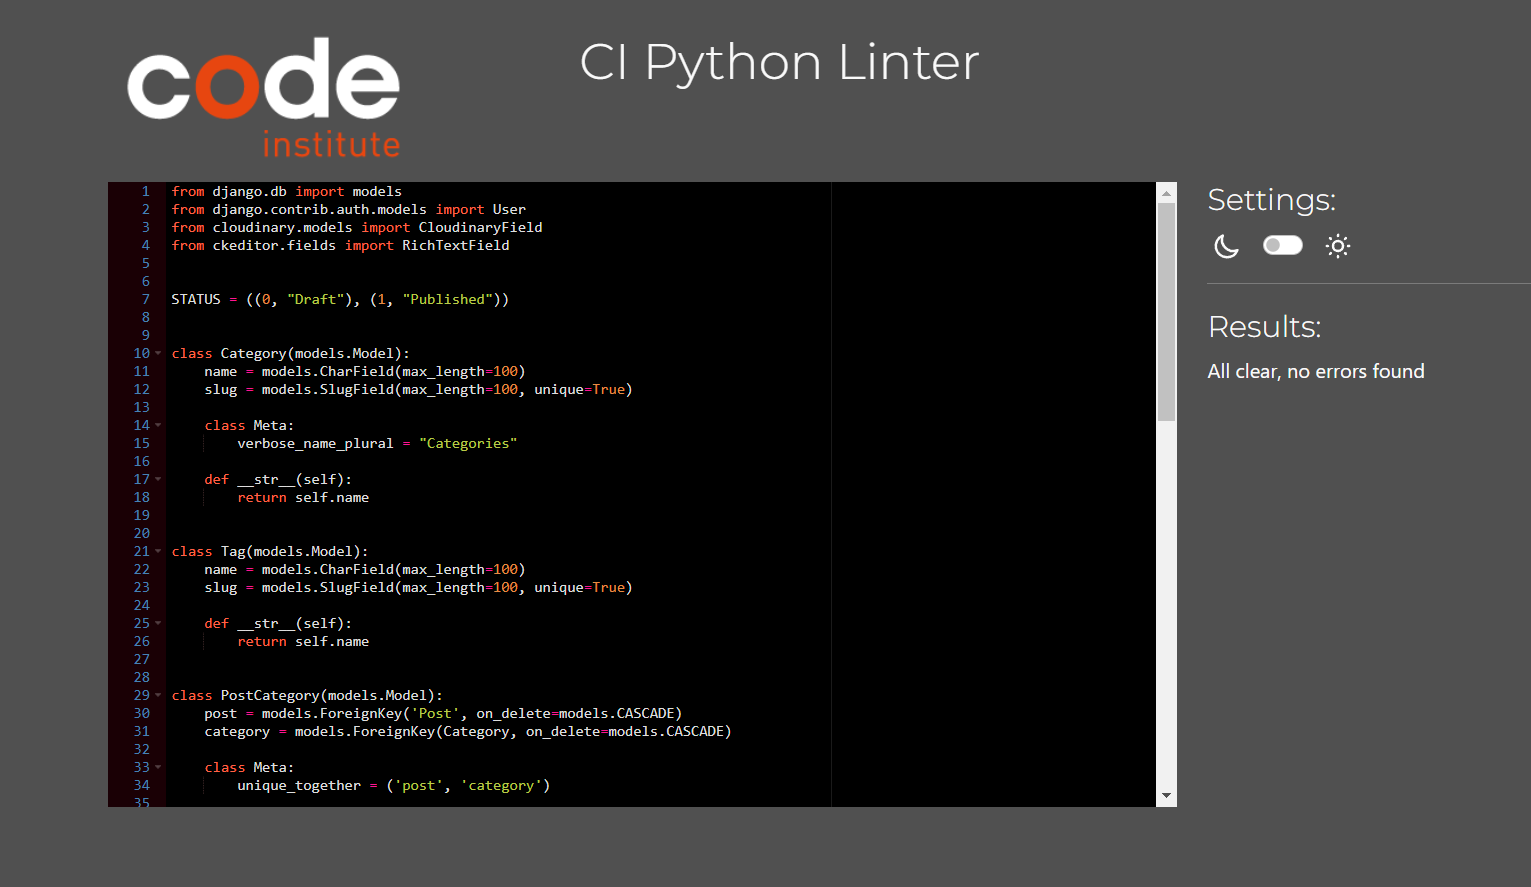 code
institute
CI Python Linter
1 from django.db import models
2 from django.contrib.auth.models import User
3 from cloudinary.models import CloudinaryField
4 from ckeditor.fields import RichTextField
5
6
7 STATUS = ((0, "Draft"), (1, "Published"))
8
9
10 class Category(models.Model):
11     name = models.CharField(max_length=100)
12     slug = models.SlugField(max_length=100, unique=True)
13
14     class Meta:
15         verbose_name_plural = "Categories"
16
17     def __str__(self):
18         return self.name
19
20
21 class Tag(models.Model):
22     name = models.CharField(max_length=100)
23     slug = models.SlugField(max_length=100, unique=True)
24
25     def __str__(self):
26         return self.name
27
28
29 class PostCategory(models.Model):
30     post = models.ForeignKey('Post', on_delete=models.CASCADE)
31     category = models.ForeignKey(Category, on_delete=models.CASCADE)
32
33     class Meta:
34         unique_together = ('post', 'category')
35
Settings:
Results:
All clear, no errors found